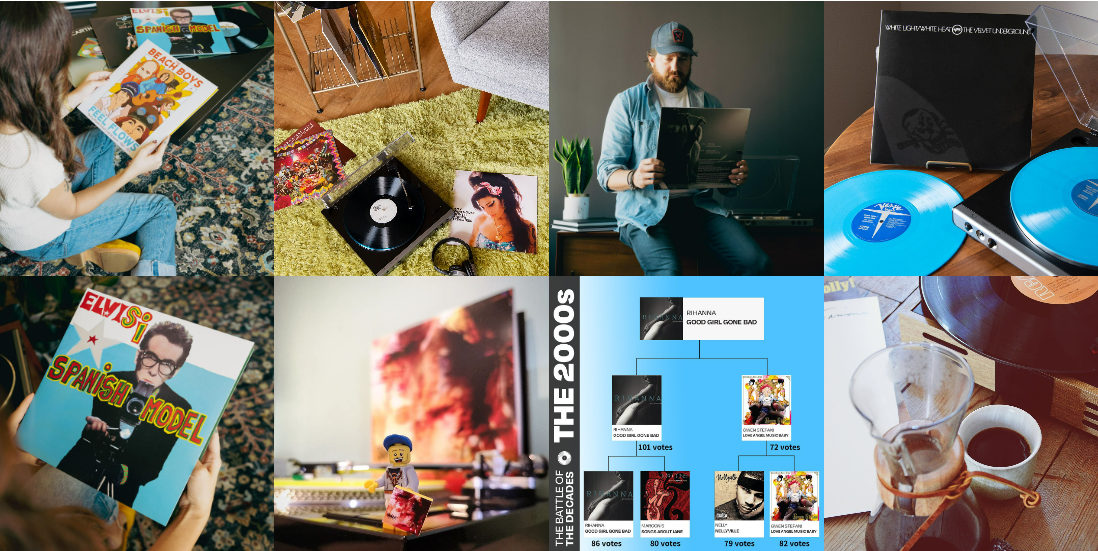 ELVIS!
SPANISH MODEL
BEACH BOYS
FEEL FLOWS
WHITE LIGHT/WHITE HEAT
THE VELVET UNDERGROUND
Verve
ELVIS!
SPANISH MODEL
THE BATTLE OF
THE DECADES
THE 2000s
RIHANNA
GOOD GIRL GONE BAD
RIHANNA
RIHANNA
GOOD GIRL GONE BAD
101 votes
GWEN STEFANI
LOVE ANGEL MUSIC BABY
72 votes
RIHANNA
GOOD GIRL GONE BAD
86 votes
MAROON 5
SONGS ABOUT JANE
80 votes
NELLY
NELLYVILLE
79 votes
GWEN STEFANI
LOVE ANGEL MUSIC BABY
82 votes